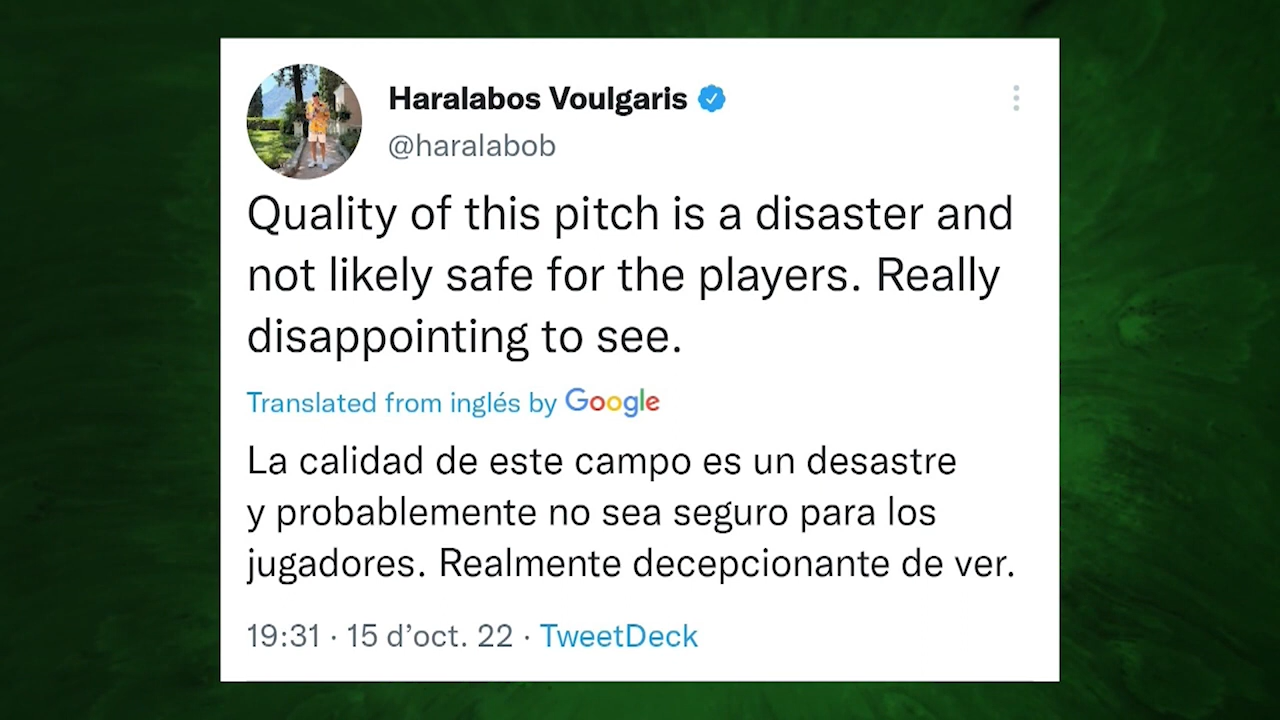 Haralabos Voulgaris
@haralabob
Quality of this pitch is a disaster and
not likely safe for the players. Really
disappointing to see.
Translated from inglés by Google
La calidad de este campo es un desastre
y probablemente no sea seguro para los
jugadores. Realmente decepcionante de ver.
19:31 · 15 d’oct. 22 · TweetDeck